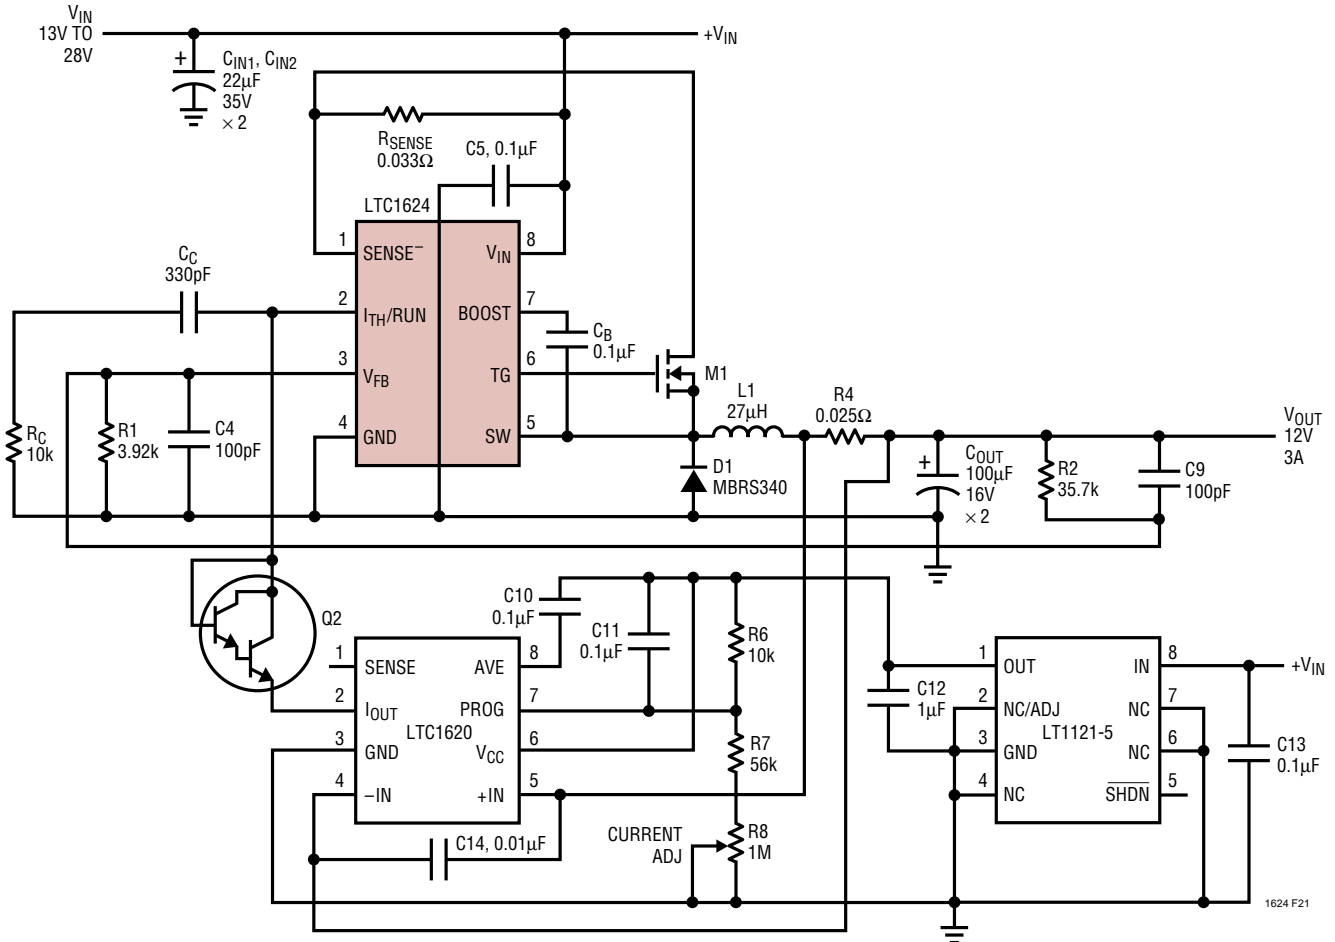 VIN
13V TO
28V
+VIN
+
CIN1, CIN2
22µF
35V
× 2
RSENSE
0.033Ω
C5, 0.1µF
LTC1624
1
SENSE–
VIN
8
CC
330pF
2
ITH/RUN
BOOST
7
CB
0.1µF
3
VFB
TG
6
M1
4
GND
SW
5
L1
27µH
R4
0.025Ω
VOUT
12V
3A
RC
10k
R1
3.92k
C4
100pF
D1
MBRS340
+
COUT
100µF
16V
× 2
R2
35.7k
C9
100pF
Q2
C10
0.1µF
C11
0.1µF
R6
10k
1
SENSE
AVE
8
2
IOUT
PROG
7
LTC1620
3
GND
VCC
6
4
–IN
+IN
5
R7
56k
C14, 0.01µF
CURRENT
ADJ
R8
1M
C12
1µF
1
OUT
IN
8
+VIN
2
NC/ADJ
NC
7
LT1121-5
3
GND
NC
6
4
NC
SHDN
5
C13
0.1µF
1624 F21